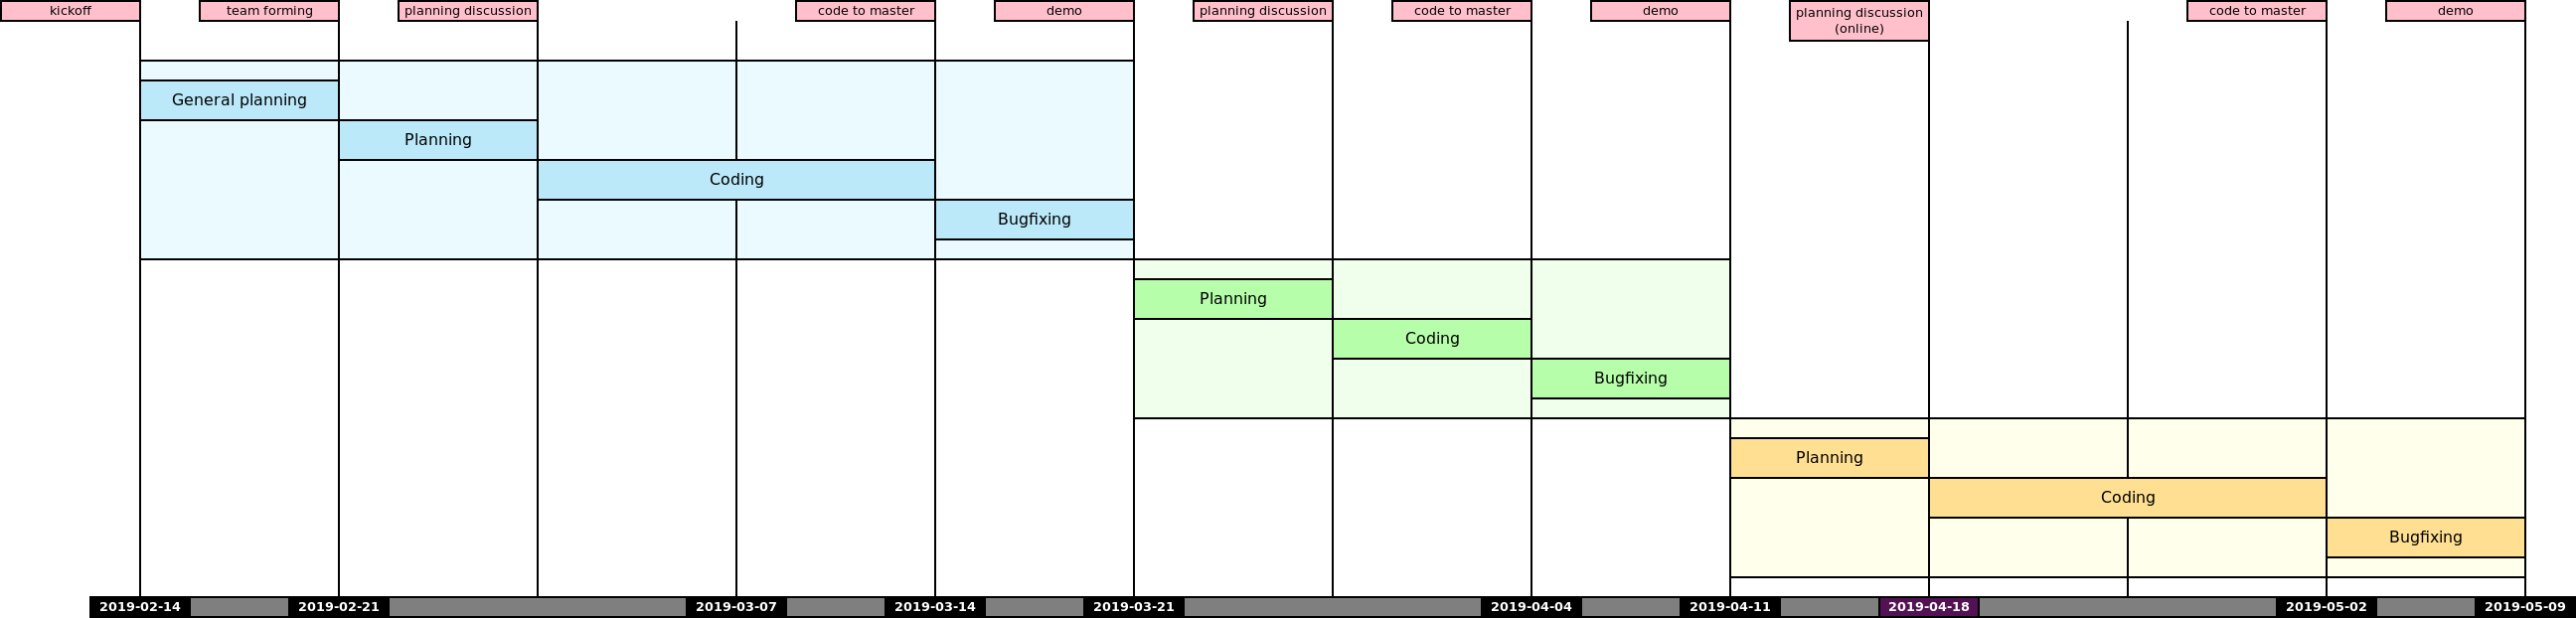 kickoff
team forming
planning discussion
code to master
demo
planning discussion
code to master
demo
planning discussion
(online)
code to master
demo
General planning
Planning
Coding
Bugfixing
Planning
Coding
Bugfixing
Planning
Coding
Bugfixing
2019-02-14
2019-02-21
2019-03-07
2019-03-14
2019-03-21
2019-04-04
2019-04-11
2019-04-18
2019-05-02
2019-05-09